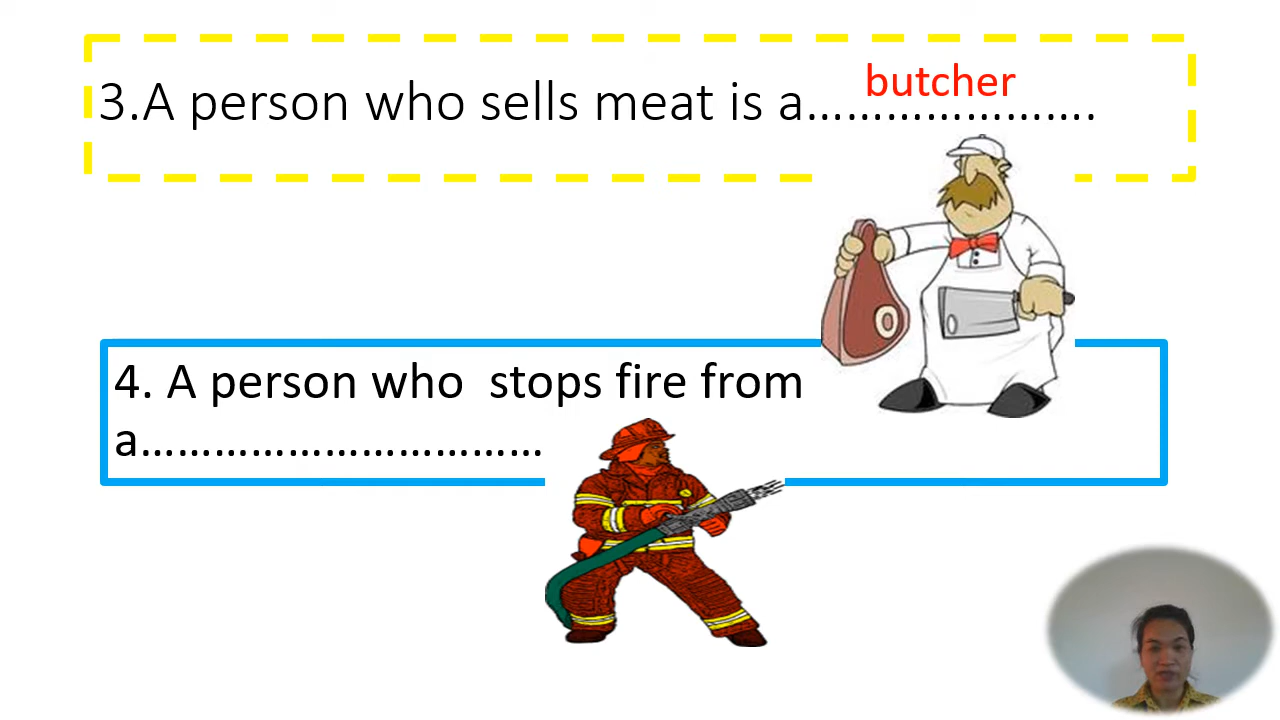 butcher
3.A person who sells meat is a………………….
4. A person who  stops fire from
a……………………………